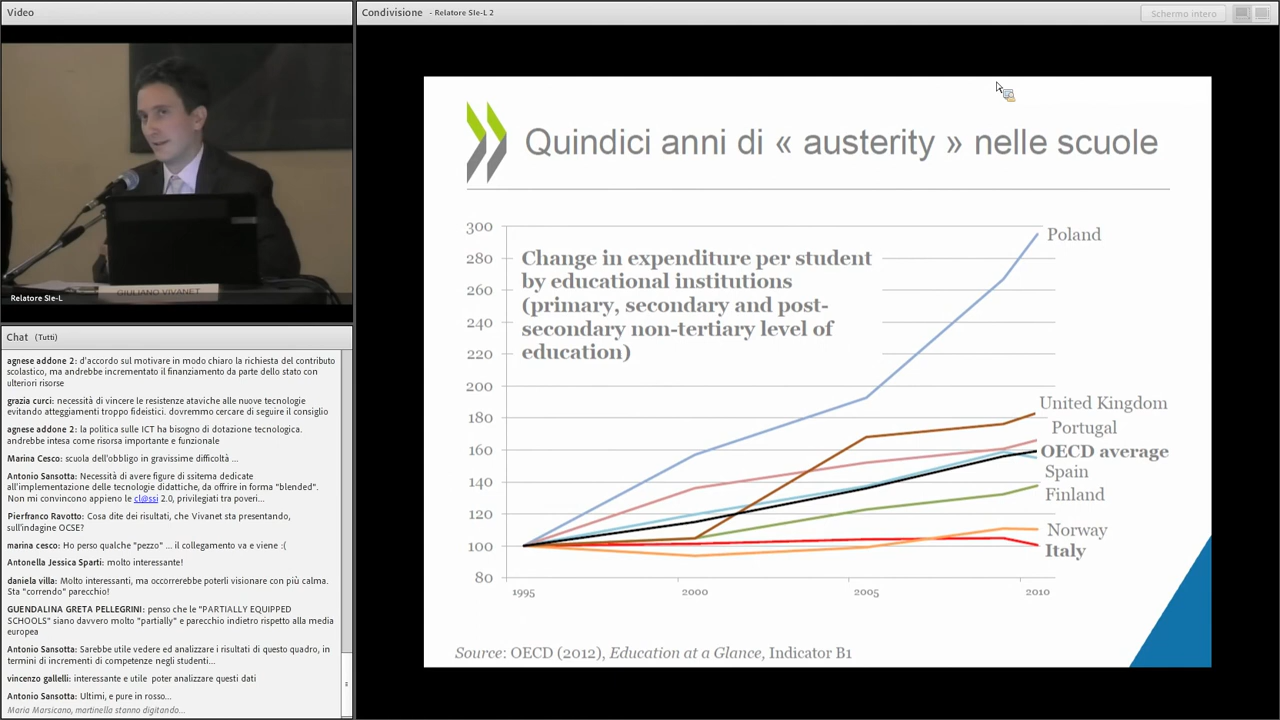 Video
Relatore SIe-L
GIULIANO VIVANET
Chat (Tutti)
agnese addone 2: d'accordo sul motivare in modo chiaro la richiesta del contributo
scolastico, ma andrebbe incrementato il finanziamento da parte dello stato con
ulteriori risorse
grazia curci: necessità di vincere le resistenze ataviche alle nuove tecnologie
evitando atteggiamenti troppo fideistici. dovremmo cercare di seguire il consiglio
agnese addone 2: la politica sulle ICT ha bisogno di dotazione tecnologica.
andrebbe intesa come risorsa importante e funzionale
Marina Cesco: scuola dell'obbligo in gravissime difficoltà ...
Antonio Sansotta: Necessità di avere figure di sditema dedicate
all'implementazione delle tecnologie didattiche, da offrire in forma "blended".
Non mi convincono appieno le cl@ssi 2.0, privilegiati tra poveri...
Pierfranco Ravotto: Cosa dite dei risultati, che Vivanet sta presentando,
sull'indagine OCSE?
marina cesco: Ho perso qualche "pezzo" ... il collegamento va e viene :(
Antonella Jessica Sparti: molto interessante!
daniela villa: Molto interessanti, ma occorrerebbe poterli visionare con più calma.
Sta "correndo" parecchio!
GUENDALINA GRETA PELLEGRINI: penso che le "PARTIALLY EQUIPPED
SCHOOLS" siano davvero molto "partially" e parecchio indietro rispetto alla media
europea
Antonio Sansotta: Sarebbe utile vedere ed analizzare i risultati di questo quadro, in
termini di incrementi di competenze negli studenti...
vincenzo gallelli: interessante e utile poter analizzare questi dati
Antonio Sansotta: Ultimi, e pure in rosso...
Maria Marsicano, martinella stanno digitando...
Condivisione - Relatore SIe-L 2
Schermo intero
Quindici anni di « austerity » nelle scuole
Change in expenditure per student
by educational institutions
(primary, secondary and post-
secondary non-tertiary level of
education)
300
280
260
240
220
200
180
160
140
120
100
80
1995
2000
2005
2010
Poland
United Kingdom
Portugal
OECD average
Spain
Finland
Norway
Italy
Source: OECD (2012), Education at a Glance, Indicator B1